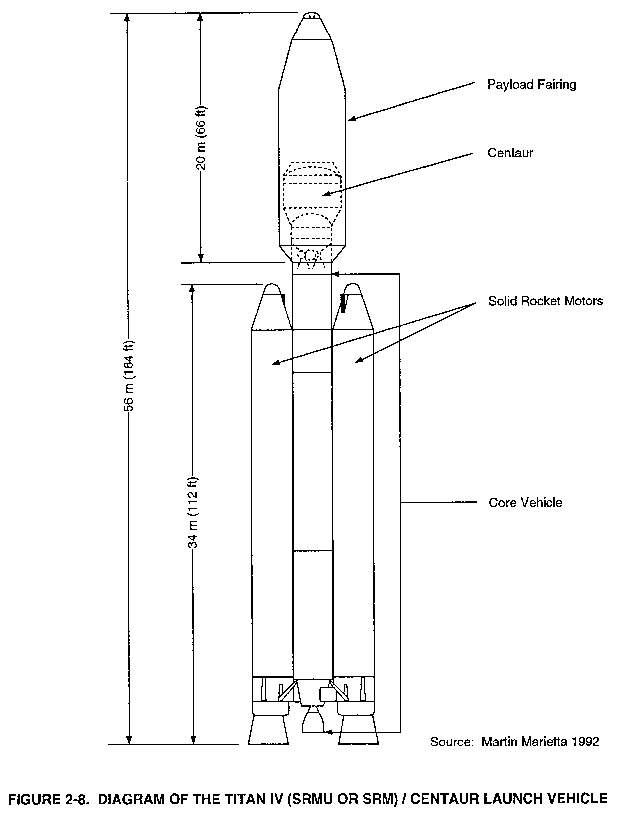 Payload Fairing
20 m (66 ft)
Centaur
Solid Rocket Motors
56 m (184 ft)
34 m (112 ft)
Core Vehicle
Source: Martin Marietta 1992
FIGURE 2-8. DIAGRAM OF THE TITAN IV (SRMU OR SRM) / CENTAUR LAUNCH VEHICLE